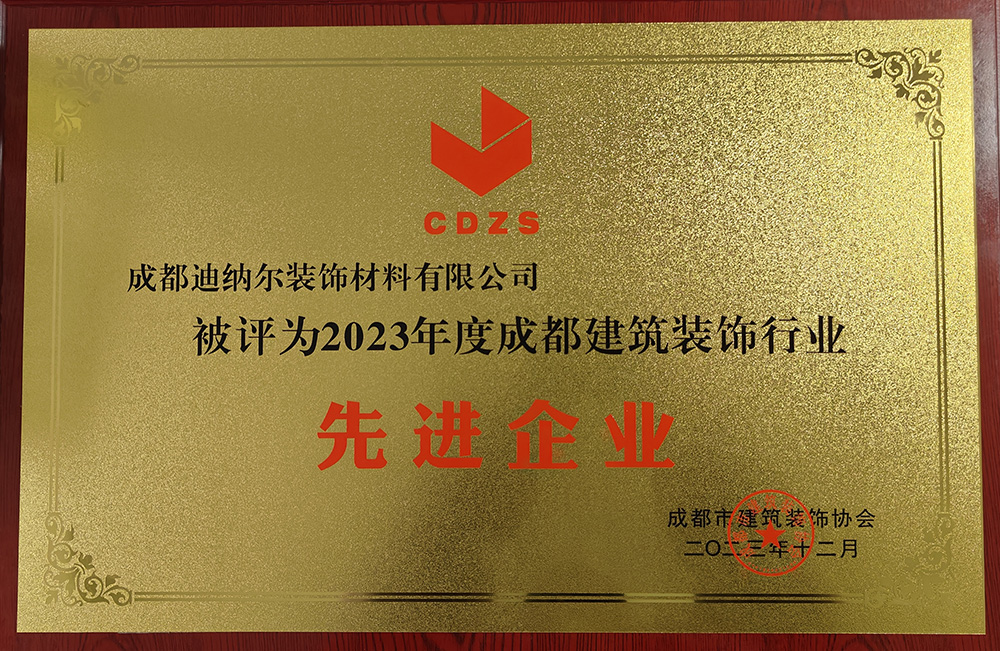 CDZS
成都迪纳尔装饰材料有限公司
被评为2023年度成都建筑装饰行业
先进企业
成都市建筑装饰协会
二〇二三年十二月